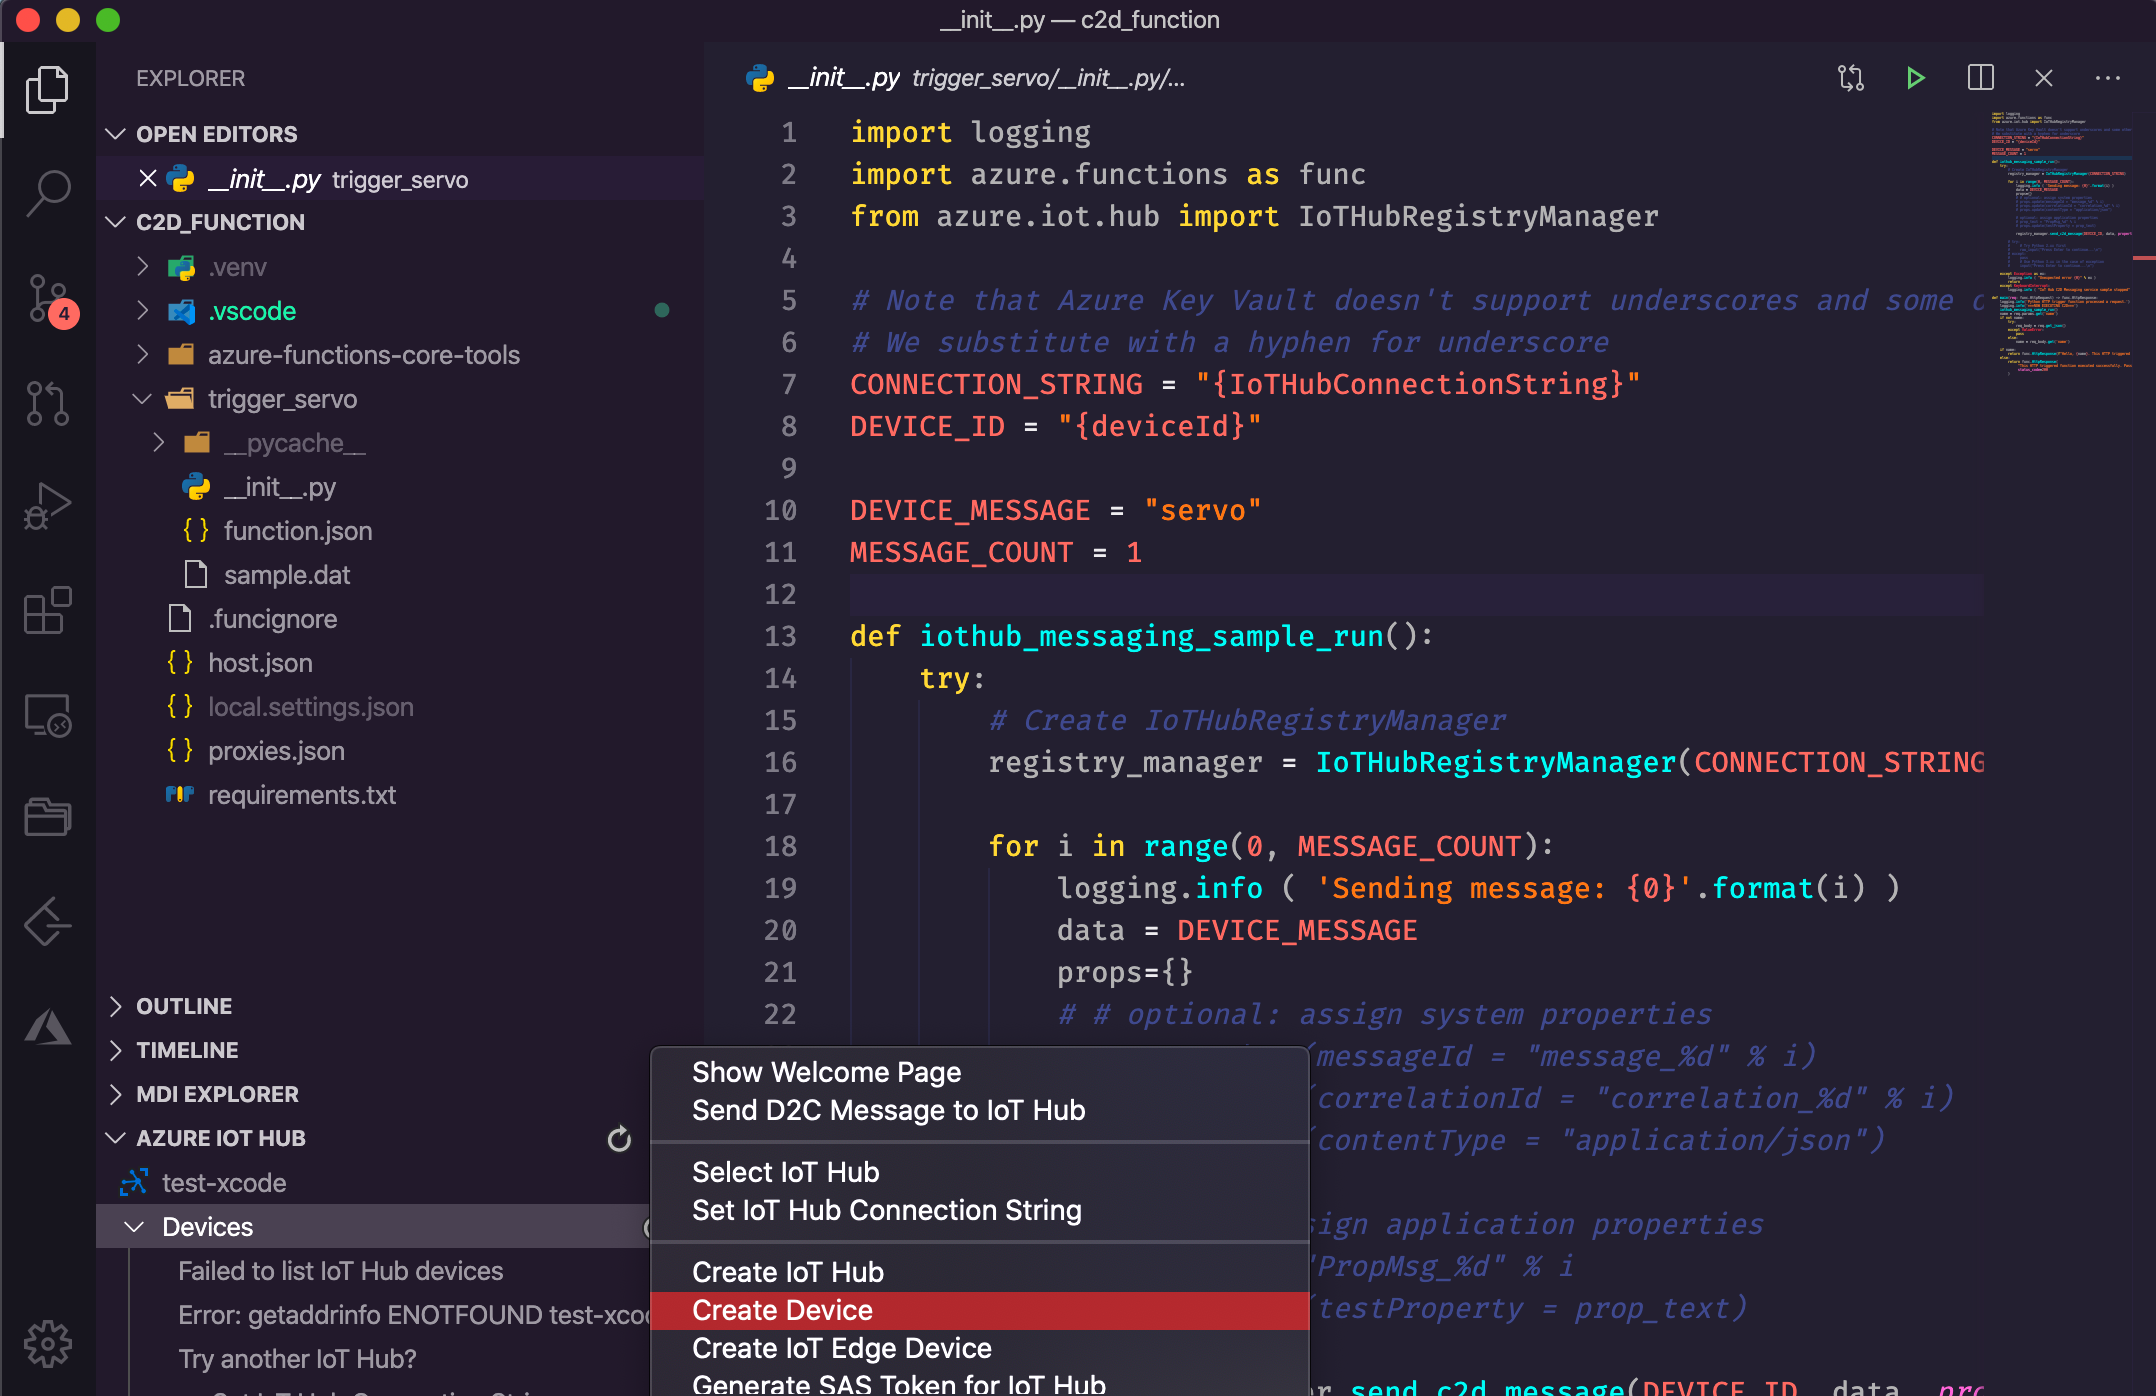 __init__.py — c2d_function
EXPLORER
OPEN EDITORS
__init__.py trigger_servo
C2D_FUNCTION
.venv
.vscode
azure-functions-core-tools
trigger_servo
__pycache__
__init__.py
function.json
sample.dat
.funcignore
host.json
local.settings.json
proxies.json
requirements.txt
4
OUTLINE
TIMELINE
MDI EXPLORER
AZURE IOT HUB
test-xcode
Devices
Failed to list IoT Hub devices
Error: getaddrinfo ENOTFOUND test-xco
Try another IoT Hub?
__init__.py trigger_servo/__init__.py/...
1 import logging
2 import azure.functions as func
3 from azure.iot.hub import IoTHubRegistryManager
4
5 # Note that Azure Key Vault doesn't support underscores and some
6 # We substitute with a hyphen for underscore
7 CONNECTION_STRING = "{IoTHubConnectionString}"
8 DEVICE_ID = "{deviceId}"
9
10 DEVICE_MESSAGE = "servo"
11 MESSAGE_COUNT = 1
12
13 def iothub_messaging_sample_run():
14 try:
15 # Create IoTHubRegistryManager
16 registry_manager = IoTHubRegistryManager(CONNECTION_STRING
17
18 for i in range(0, MESSAGE_COUNT):
19 logging.info ( 'Sending message: {0}'.format(i) )
20 data = DEVICE_MESSAGE
21 props={}
22 # # optional: assign system properties
(messageId = "message_%d" % i)
(correlationId = "correlation_%d" % i)
(contentType = "application/json")
sign application properties
"PropMsg_%d" % i
(testProperty = prop_text)
r.send_c2d_message(DEVICE_ID, data, pro
Show Welcome Page
Send D2C Message to IoT Hub
Select IoT Hub
Set IoT Hub Connection String
Create IoT Hub
Create Device
Create IoT Edge Device
Generate SAS Token for IoT Hub